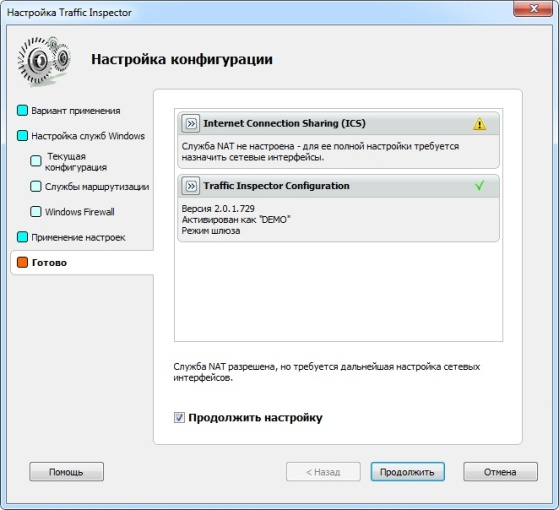 Настройка Traffic Inspector
Настройка конфигурации
Вариант применения
Настройка служб Windows
Текущая
конфигурация
Службы маршрутизации
Windows Firewall
Применение настроек
Готово
Internet Connection Sharing (ICS)
Служба NAT не настроена - для ее полной настройки требуется
назначить сетевые интерфейсы.
Traffic Inspector Configuration
Версия 2.0.1.729
Активирован как "DEMO"
Режим шлюза
Служба NAT разрешена, но требуется дальнейшая настройка сетевых
интерфейсов.
Продолжить настройку
Помощь
< Назад
Продолжить
Отмена